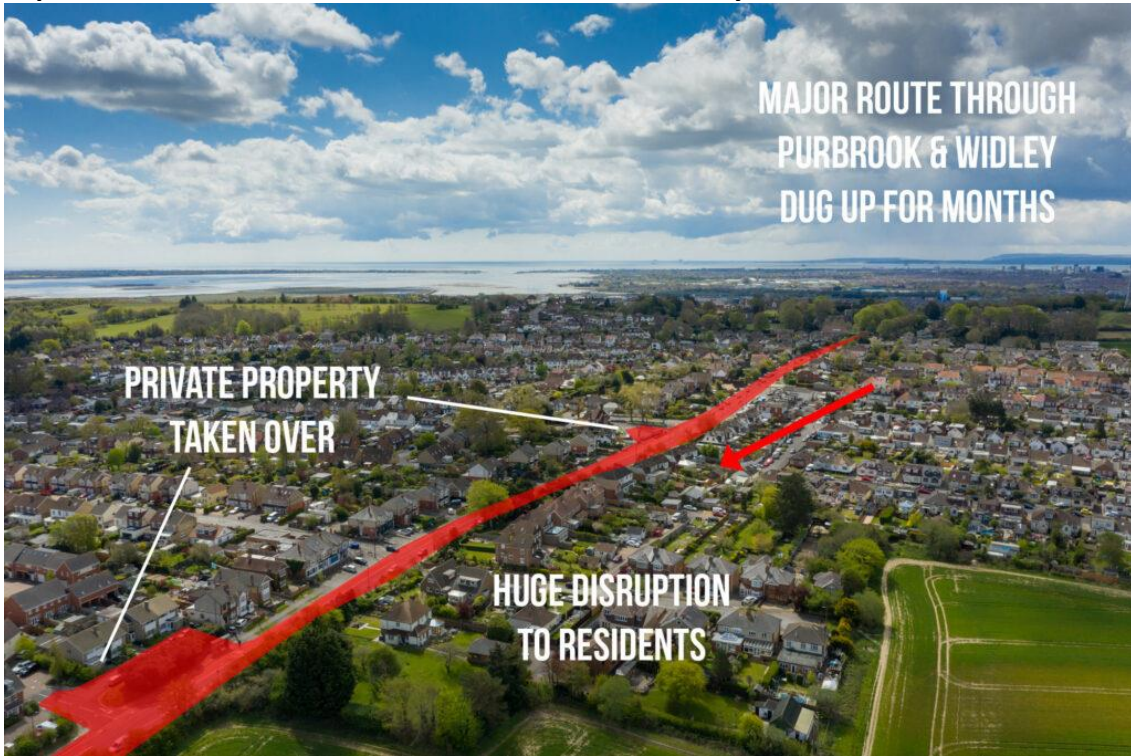 MAJOR ROUTE THROUGH
PURBROOK & WIDLEY
DUG UP FOR MONTHS
PRIVATE PROPERTY
TAKEN OVER
HUGE DISRUPTION
TO RESIDENTS